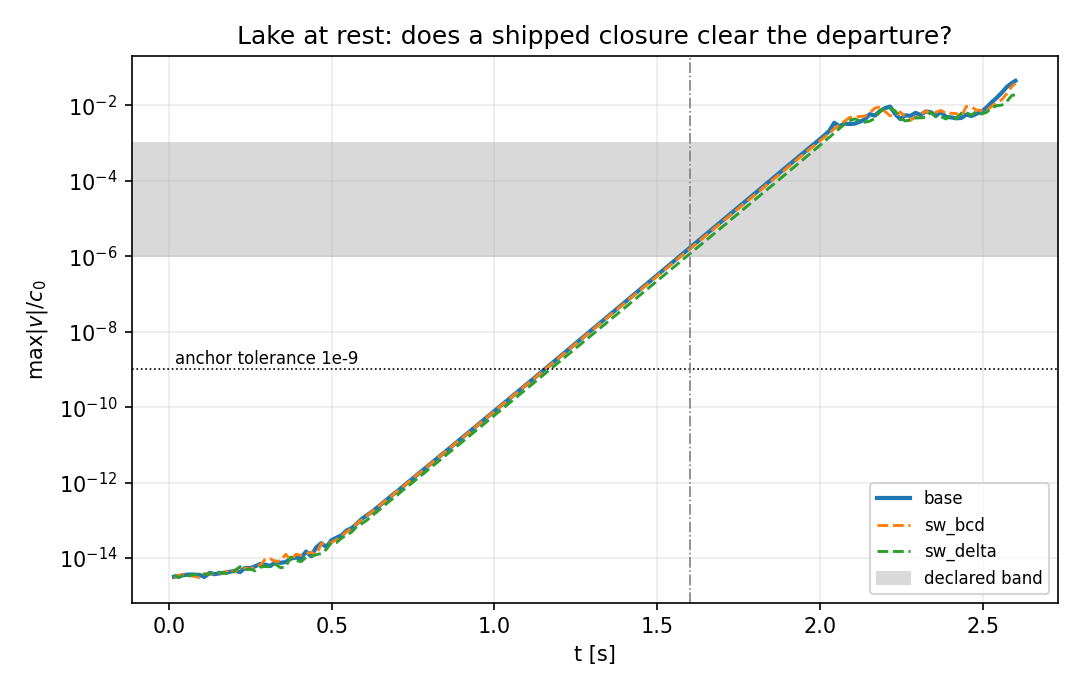 Lake at rest: does a shipped closure clear the departure?
max|v|/c₀
10⁻²
10⁻⁴
10⁻⁶
10⁻⁸
10⁻¹⁰
10⁻¹²
10⁻¹⁴
anchor tolerance 1e-9
base
sw_bcd
sw_delta
declared band
0.0 0.5 1.0 1.5 2.0 2.5
t [s]